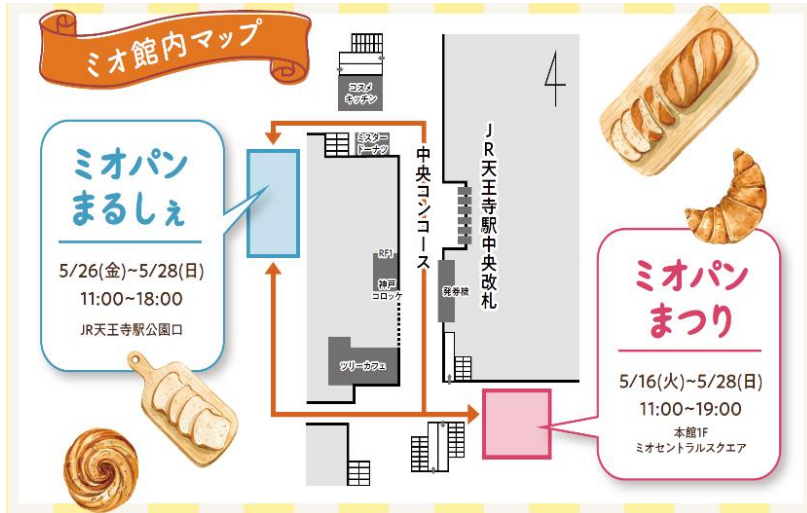 ミオ館内マップ
コスメ
キッチン
ミスター
ドーナツ
ミオパン
まるしぇ
5/26(金)~5/28(日)
11:00~18:00
JR天王寺駅公園口
中央コンコース
JR天王寺駅中央改札
RF1
神戸
コロッケ
発券機
ツリーカフェ
ミオパン
まつり
5/16(火)~5/28(日)
11:00~19:00
本館1F
ミオセントラルスクエア